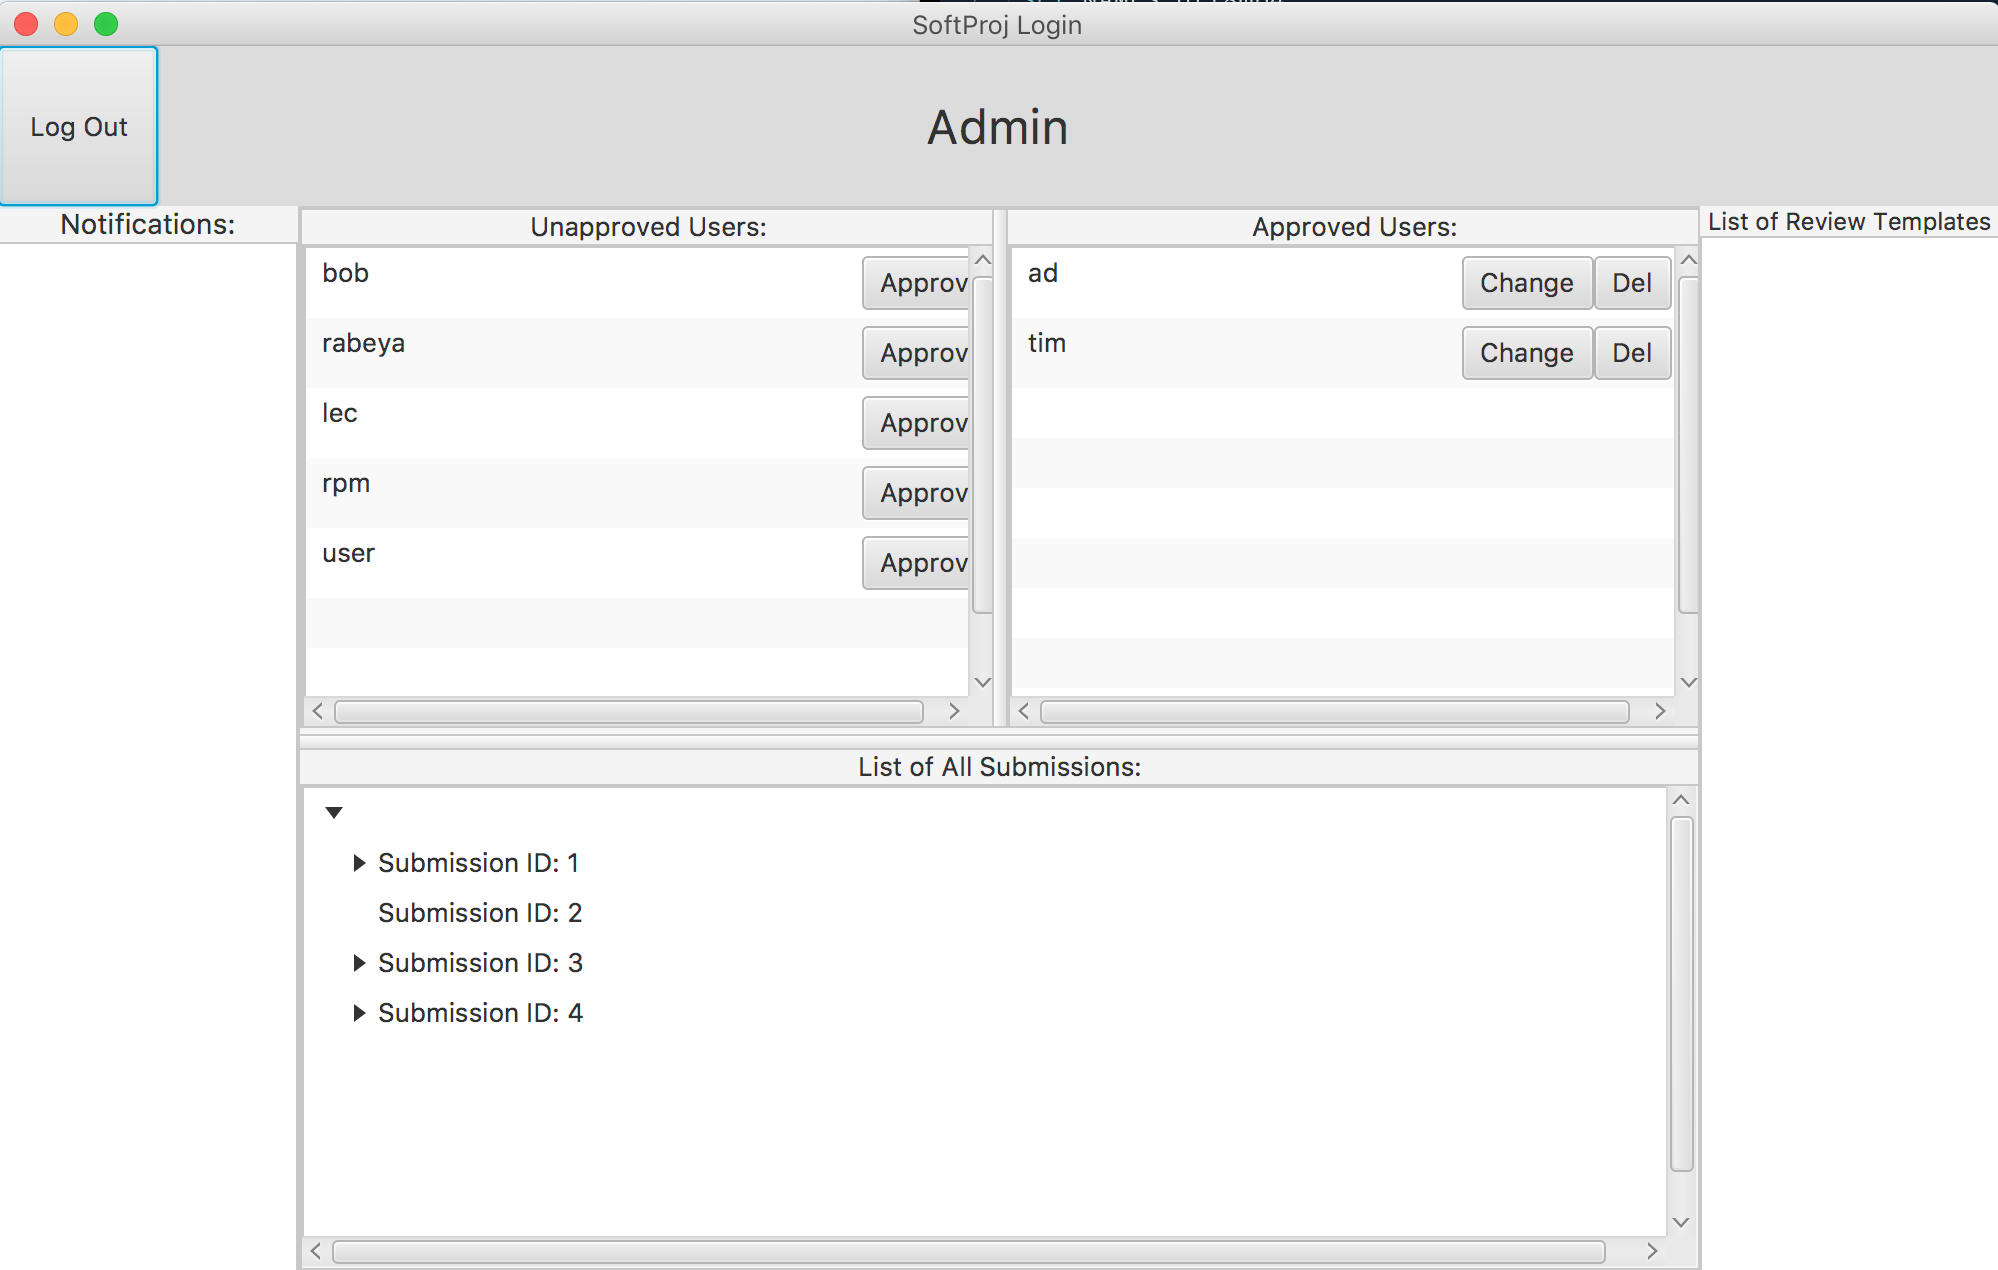 SoftProj Login
Log Out
Admin
Notifications:
Unapproved Users:
bob Approv
rabeya Approv
lec Approv
rpm Approv
user Approv
Approved Users:
ad Change Del
tim Change Del
List of Review Templates
List of All Submissions:
Submission ID: 1
Submission ID: 2
Submission ID: 3
Submission ID: 4